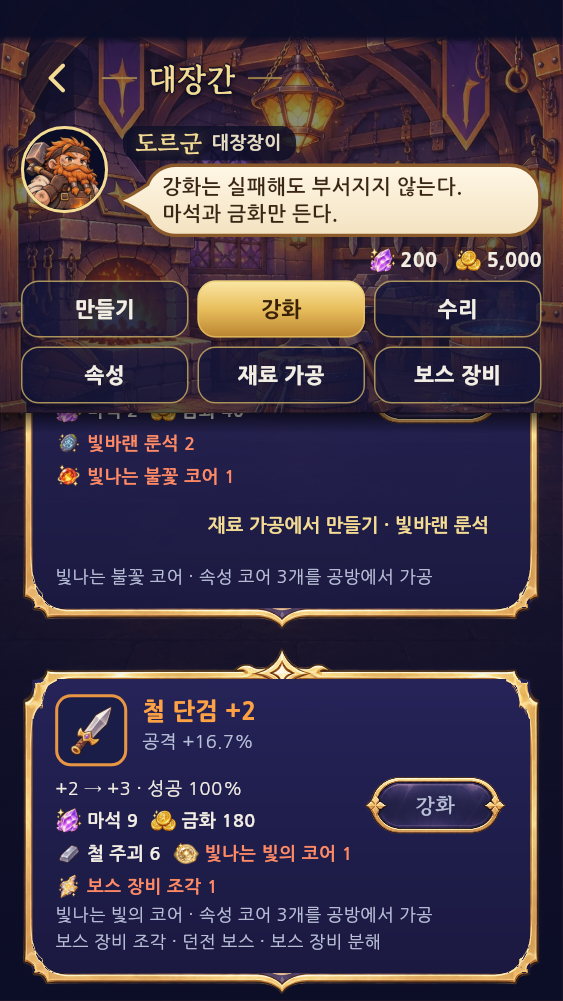 대장간
도르군 대장장이
강화는 실패해도 부서지지 않는다.
마석과 금화만 든다.
200 5,000
만들기 강화 수리
속성 재료 가공 보스 장비
빛바랜 룬석 2
빛나는 불꽃 코어 1
재료 가공에서 만들기 · 빛바랜 룬석
빛나는 불꽃 코어 · 속성 코어 3개를 공방에서 가공
철 단검 +2
공격 +16.7%
+2 → +3 · 성공 100%
강화
마석 9 금화 180
철 주괴 6 빛나는 빛의 코어 1
보스 장비 조각 1
빛나는 빛의 코어 · 속성 코어 3개를 공방에서 가공
보스 장비 조각 · 던전 보스 · 보스 장비 분해